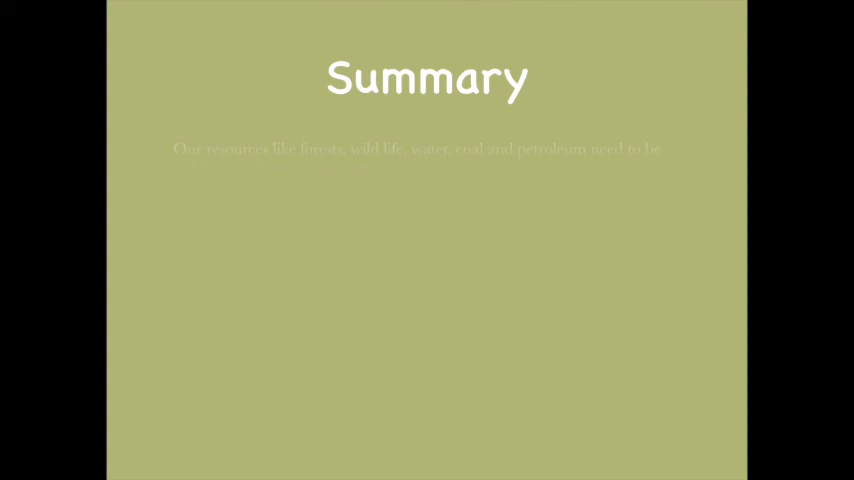 Summary
Our resources like forests, wild life, water, coal and petroleum need to be